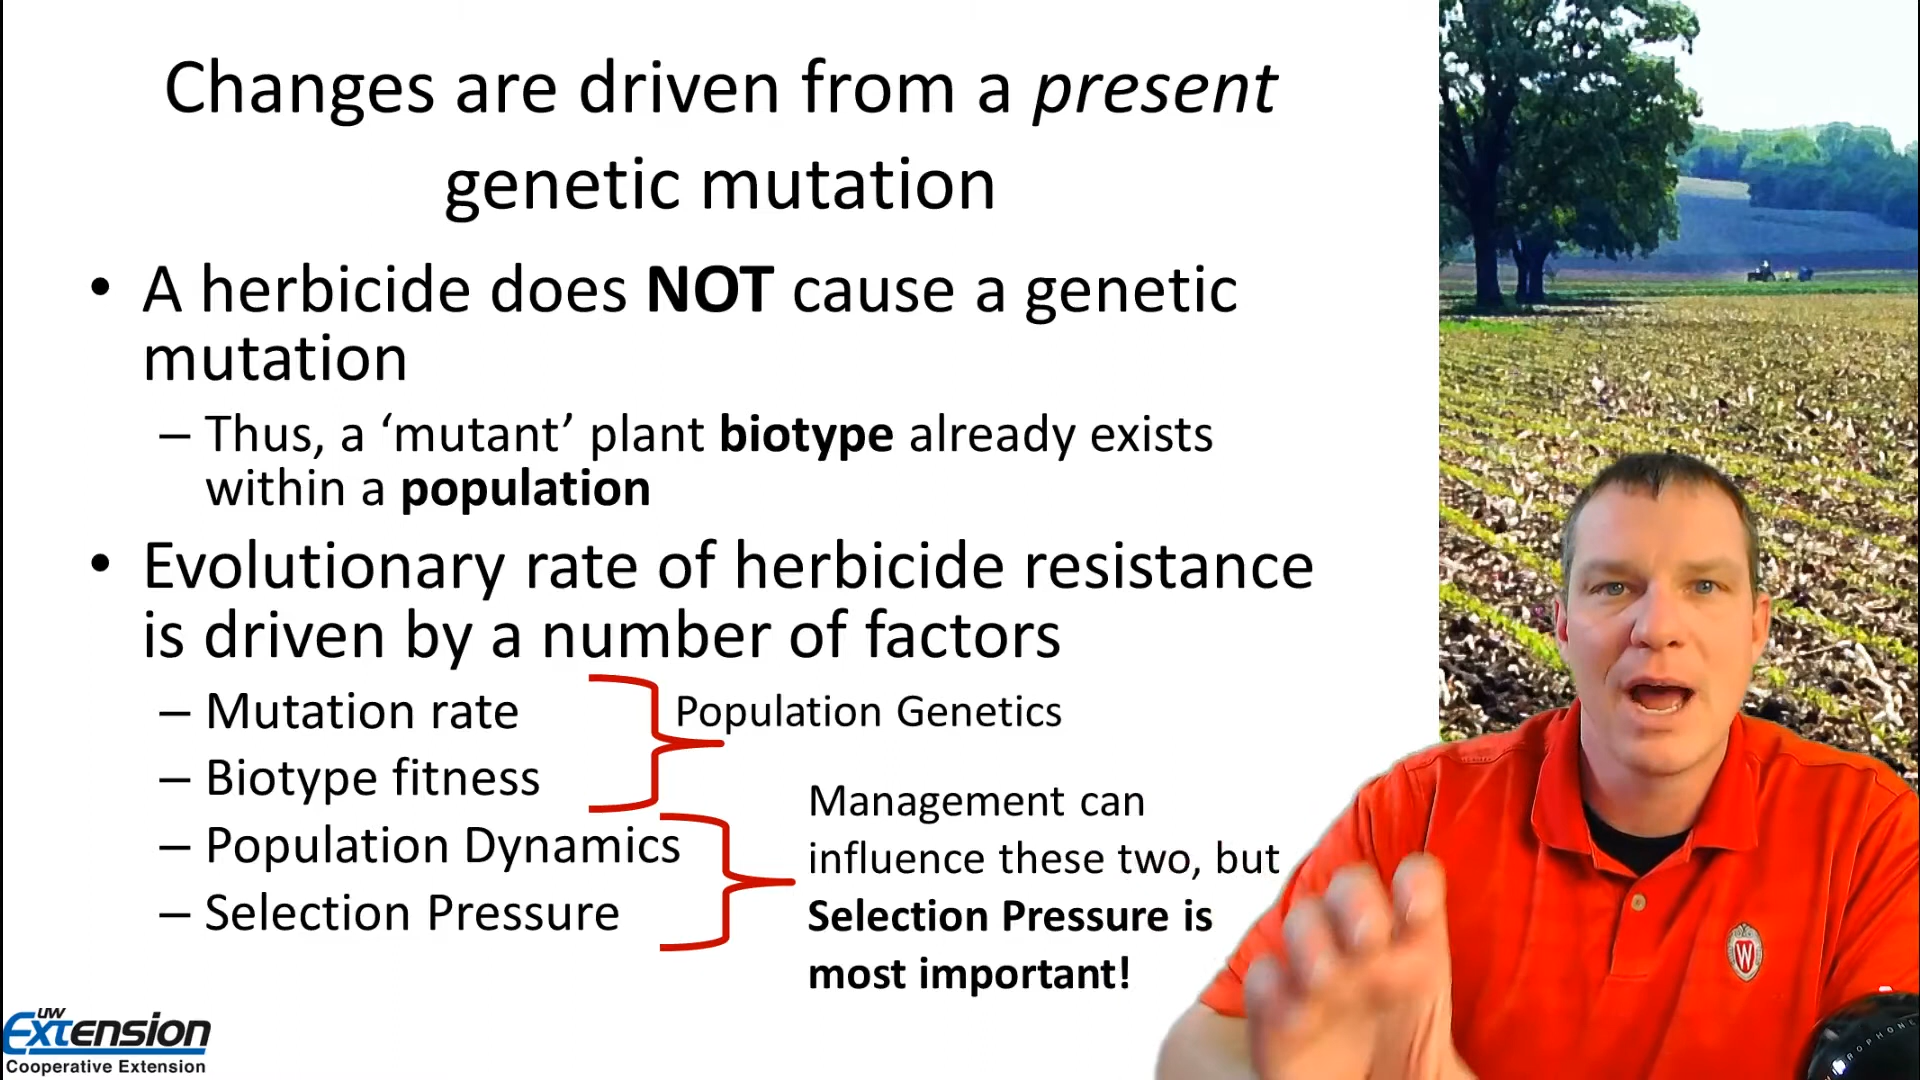 Changes are driven from a present
genetic mutation
• A herbicide does NOT cause a genetic
mutation
– Thus, a ‘mutant’ plant biotype already exists
within a population
• Evolutionary rate of herbicide resistance
is driven by a number of factors
– Mutation rate
– Biotype fitness
Population Genetics
– Population Dynamics
– Selection Pressure
Management can
influence these two, but
Selection Pressure is
most important!
UW
Extension
Cooperative Extension
W